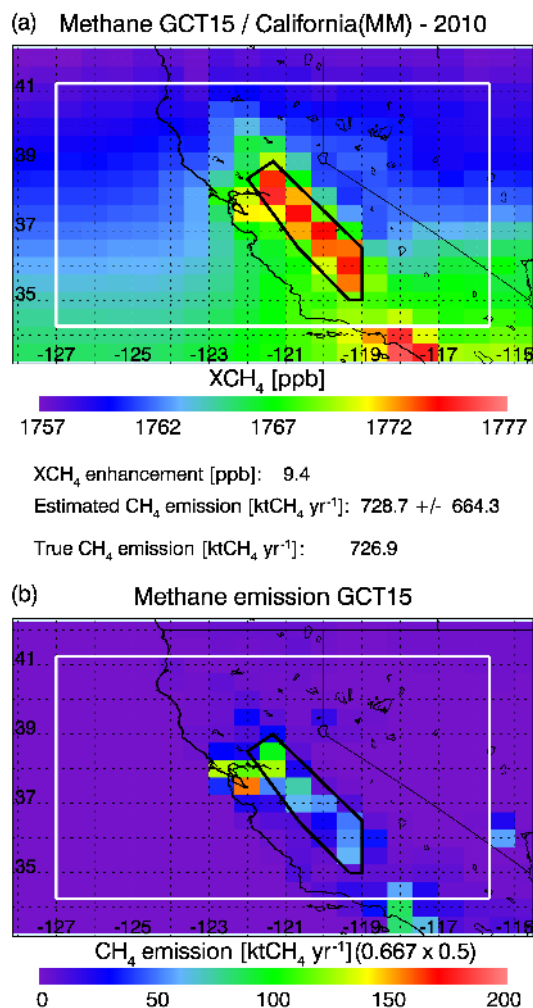 (a) Methane GCT15 / California(MM) - 2010
41
39
37
35
-127 -125 -123 -121 -119 -117 -115
XCH₄ [ppb]
1757 1762 1767 1772 1777
XCH₄ enhancement [ppb]: 9.4
Estimated CH₄ emission [ktCH₄ yr⁻¹]: 728.7 +/- 664.3
True CH₄ emission [ktCH₄ yr⁻¹]: 726.9
(b) Methane emission GCT15
41
39
37
35
-127 -125 -123 -121 -119 -117 -115
CH₄ emission [ktCH₄ yr⁻¹] (0.667 x 0.5)
0 50 100 150 200